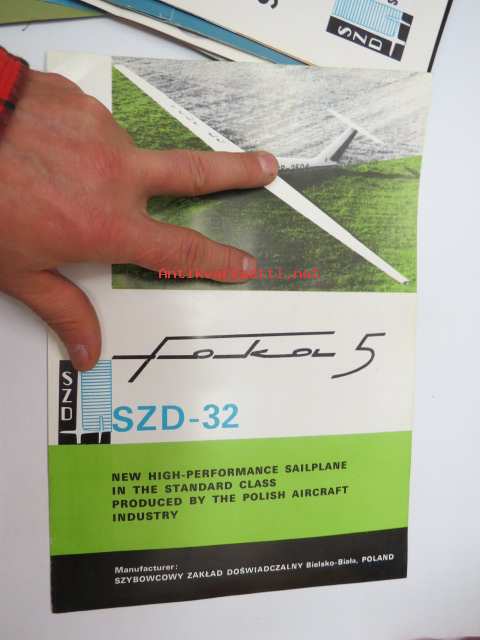 SZD
Antikvariaatti.net
Foka 5
SZD
SZD-32
NEW HIGH-PERFORMANCE SAILPLANE
IN THE STANDARD CLASS
PRODUCED BY THE POLISH AIRCRAFT
INDUSTRY
Manufacturer:
SZYBOWCOWY ZAKŁAD DOŚWIADCZALNY Bielsko-Biała, POLAND